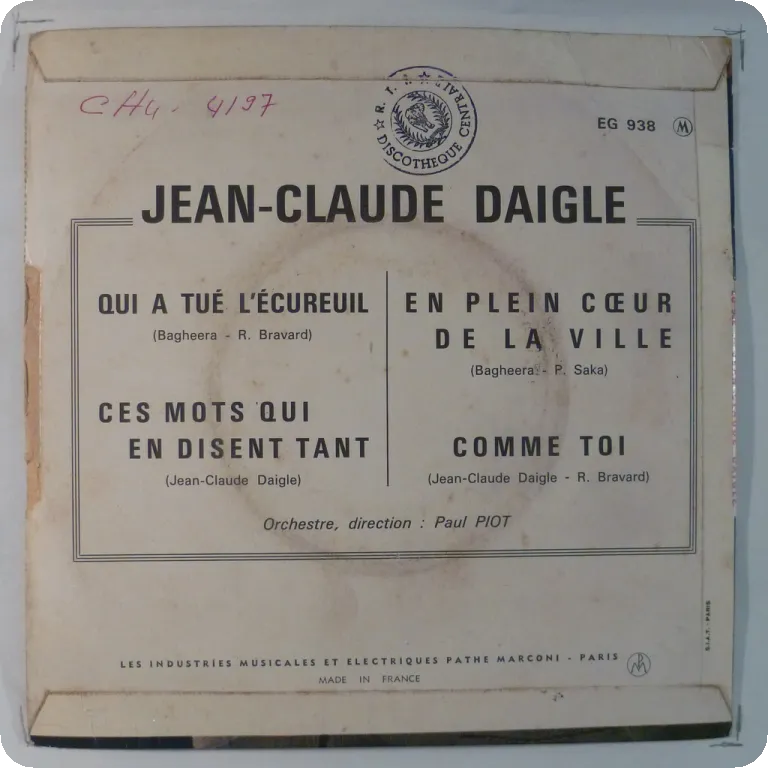 CHu. 4197
R. T.
DISCOTHEQUE CENTRALE
EG 938 M
JEAN-CLAUDE DAIGLE
QUI A TUÉ L'ÉCUREUIL
(Bagheera - R. Bravard)
CES MOTS QUI
EN DISENT TANT
(Jean-Claude Daigle)
EN PLEIN CŒUR
DE LA VILLE
(Bagheera - P. Saka)
COMME TOI
(Jean-Claude Daigle - R. Bravard)
Orchestre, direction : Paul PIOT
LES INDUSTRIES MUSICALES ET ELECTRIQUES PATHE MARCONI - PARIS
MADE IN FRANCE
S.I.A.T. - PARIS